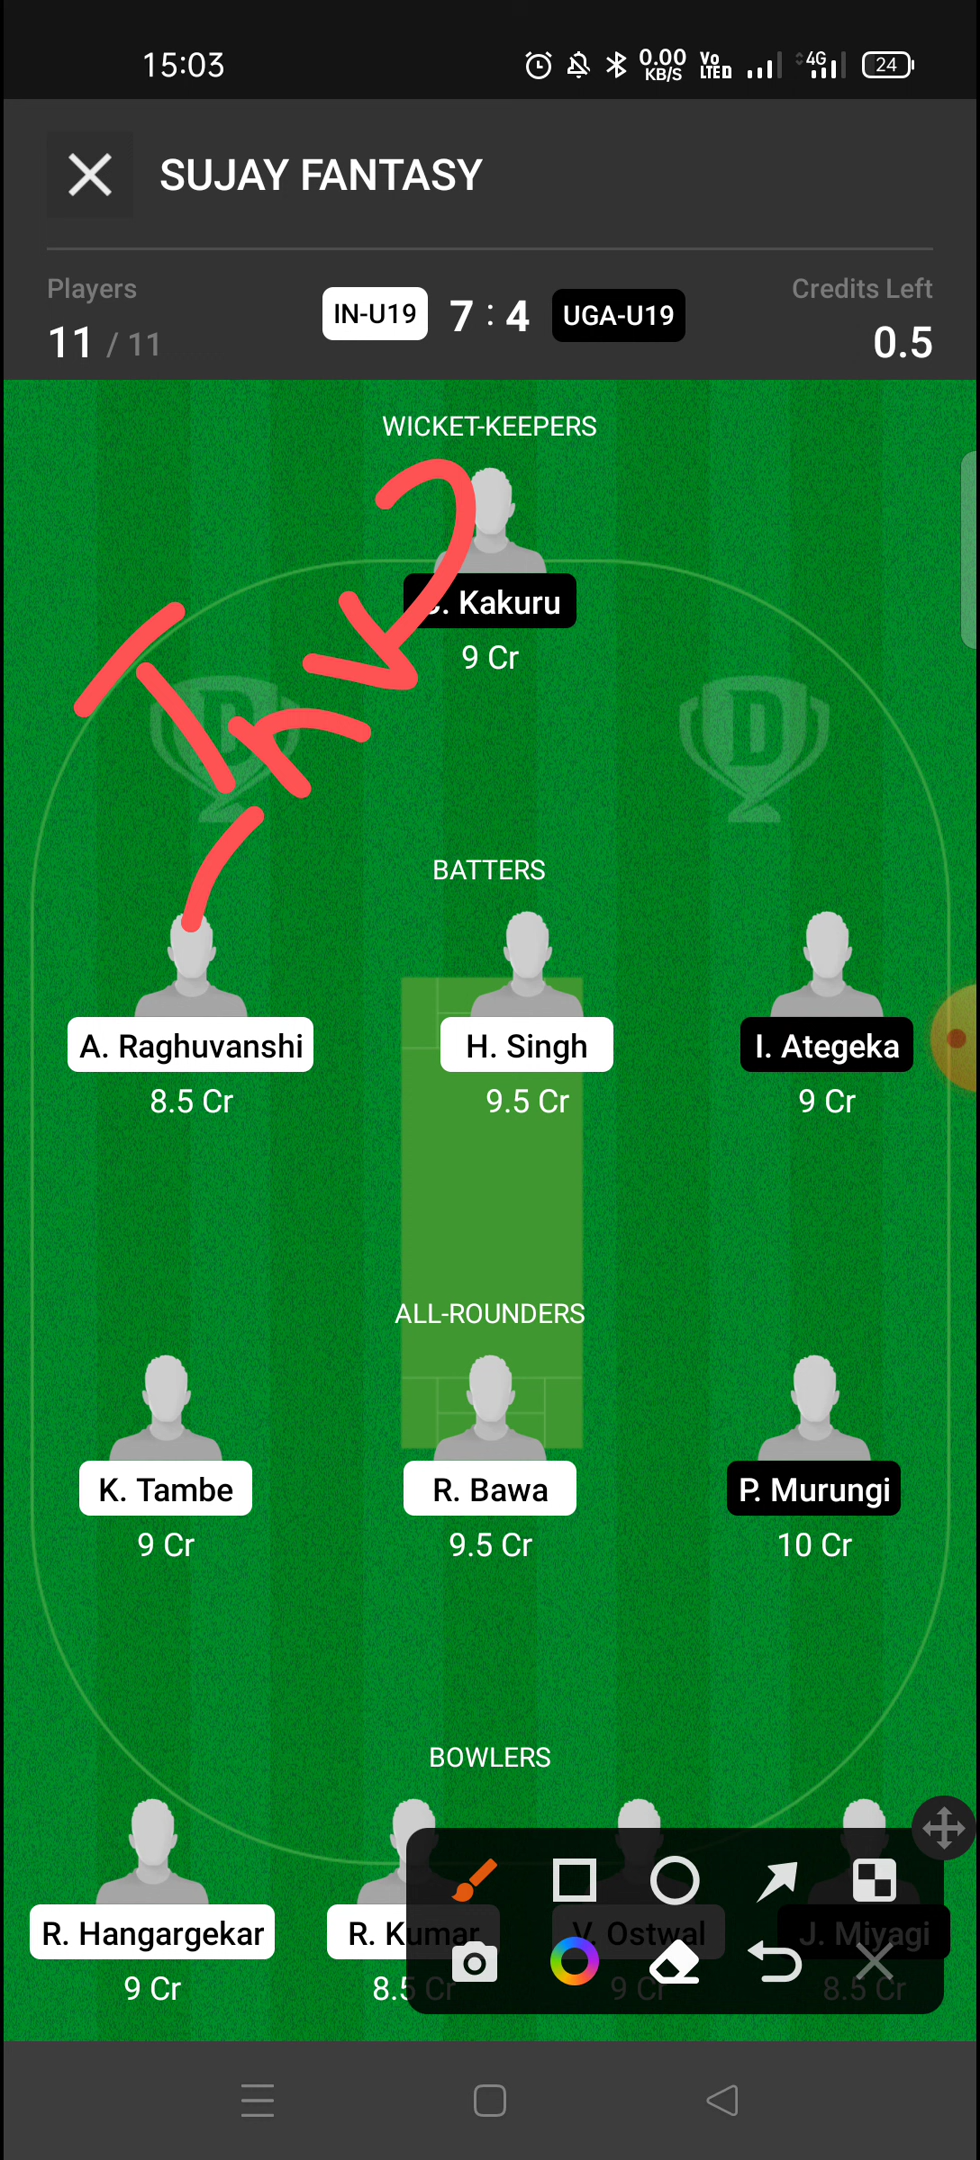 15:03
0.00 KB/S
Vo LTED
4G
24
SUJAY FANTASY
Players
11 / 11
IN-U19 7 : 4 UGA-U19
Credits Left
0.5
WICKET-KEEPERS
. Kakuru
9 Cr
D D
BATTERS
A. Raghuvanshi H. Singh I. Ategeka
8.5 Cr 9.5 Cr 9 Cr
ALL-ROUNDERS
K. Tambe R. Bawa P. Murungi
9 Cr 9.5 Cr 10 Cr
BOWLERS
R. Hangargekar R. Kumar V. Ostwal J. Miyagi
9 Cr 8.5 Cr 9 Cr 8.5 Cr